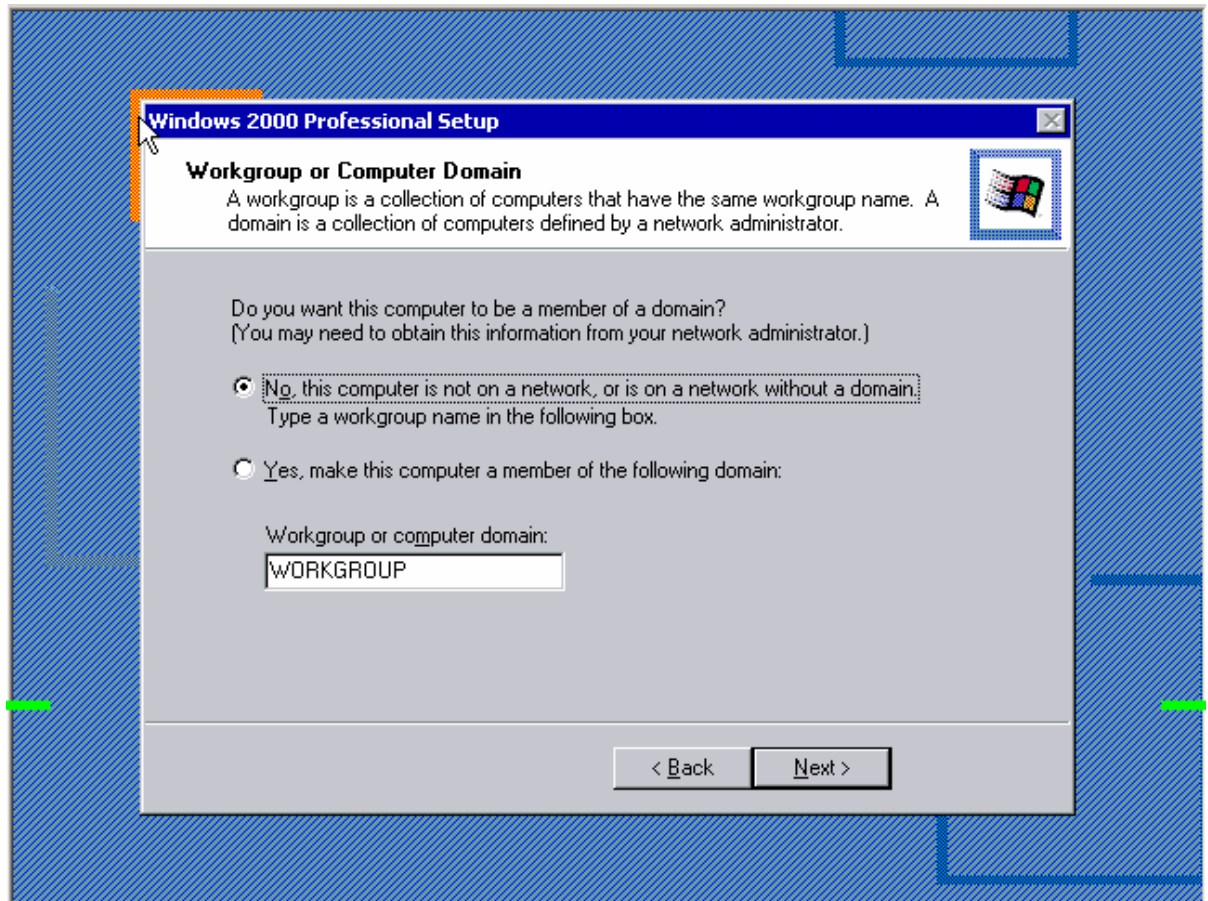 Windows 2000 Professional Setup
Workgroup or Computer Domain
A workgroup is a collection of computers that have the same workgroup name. A
domain is a collection of computers defined by a network administrator.
Do you want this computer to be a member of a domain?
(You may need to obtain this information from your network administrator.)
No, this computer is not on a network, or is on a network without a domain.
Type a workgroup name in the following box.
Yes, make this computer a member of the following domain:
Workgroup or computer domain:
WORKGROUP
< Back Next >